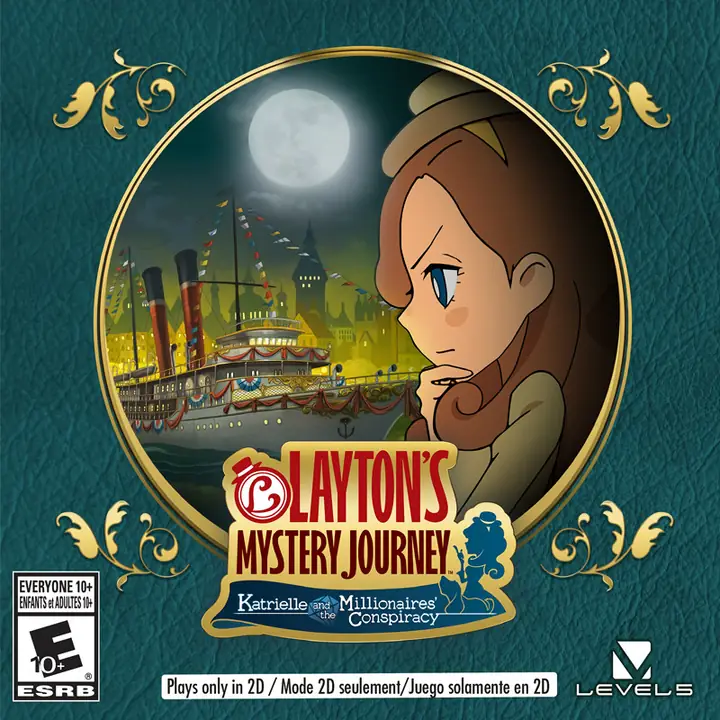 LAYTON'S
MYSTERY JOURNEY™
Katrielle and the Millionaires'
Conspiracy
EVERYONE 10+
ENFANTS et ADULTES 10+
E
10+
®
ESRB
Plays only in 2D / Mode 2D seulement/Juego solamente en 2D
LEVEL5